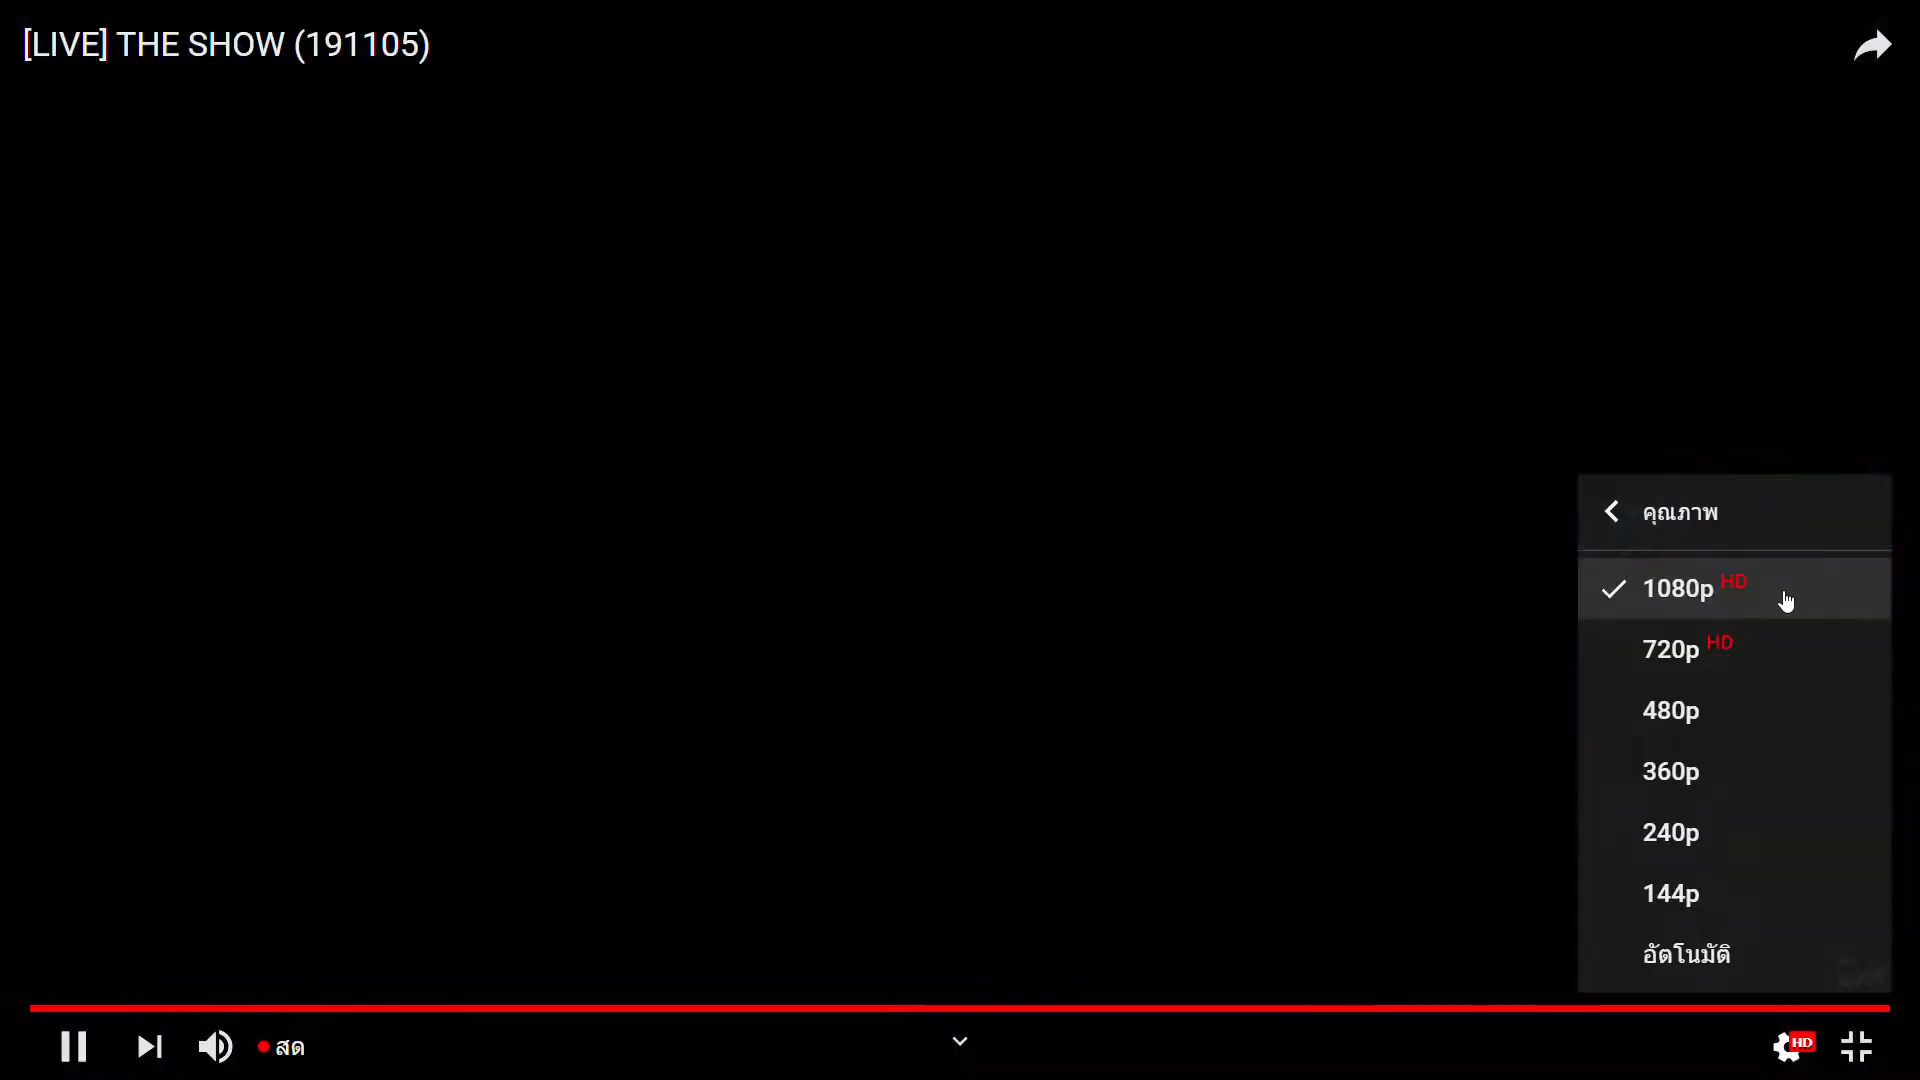 [LIVE] THE SHOW (191105)
คุณภาพ
1080p HD
720p HD
480p
360p
240p
144p
อัตโนมัติ
สด
HD